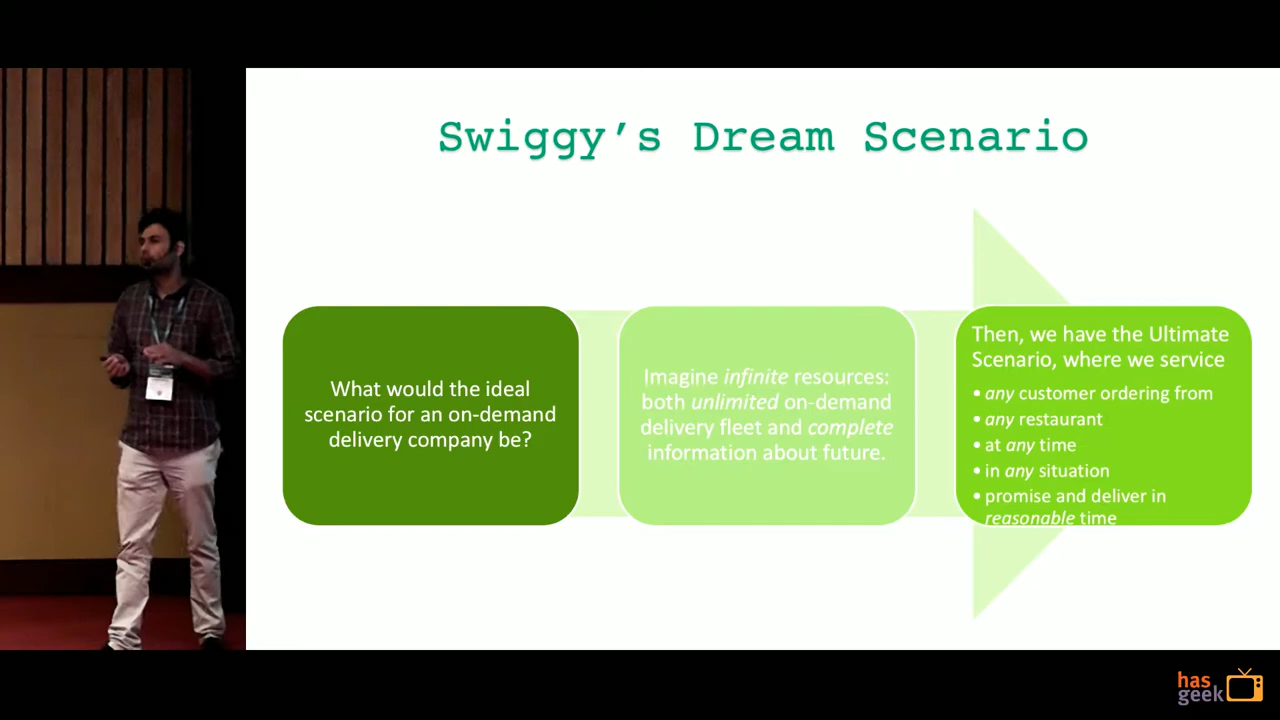 Swiggy’s Dream Scenario
What would the ideal
scenario for an on-demand
delivery company be?
Imagine infinite resources:
both unlimited on-demand
delivery fleet and complete
information about future.
Then, we have the Ultimate
Scenario, where we service
• any customer ordering from
• any restaurant
• at any time
• in any situation
• promise and deliver in
reasonable time
has
geek